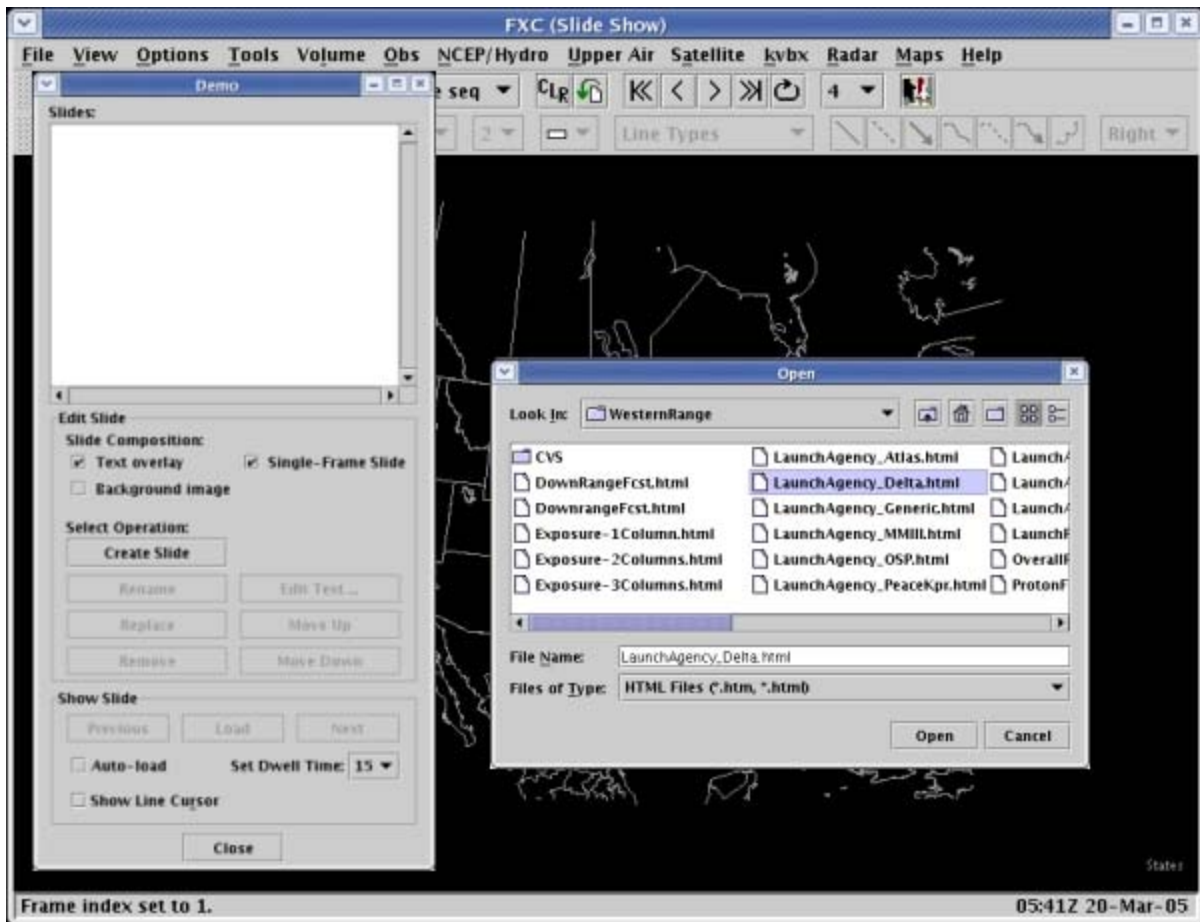 FXC (Slide Show)
File View Options Tools Volume Obs NCEP/Hydro Upper Air Satellite kvbx Radar Maps Help
Demo
seq CLR 4
2 Line Types Right
Slides:
Edit Slide
Slide Composition:
Text overlay Single-Frame Slide
Background image
Select Operation:
Create Slide
Rename Edit Text...
Replace Move Up
Remove Move Down
Show Slide
Previous Load Next
Auto-load Set Dwell Time: 15
Show Line Cursor
Close
Open
Look In: WesternRange
CVS
DownRangeFcst.html
DownrangeFcst.html
Exposure-1Column.html
Exposure-2Columns.html
Exposure-3Columns.html
LaunchAgency_Atlas.html
LaunchAgency_Delta.html
LaunchAgency_Generic.html
LaunchAgency_MMIII.html
LaunchAgency_OSP.html
LaunchAgency_PeaceKpr.html
File Name: LaunchAgency_Delta.html
Files of Type: HTML Files (*.htm, *.html)
Open Cancel
States
Frame index set to 1. 05:41Z 20-Mar-05